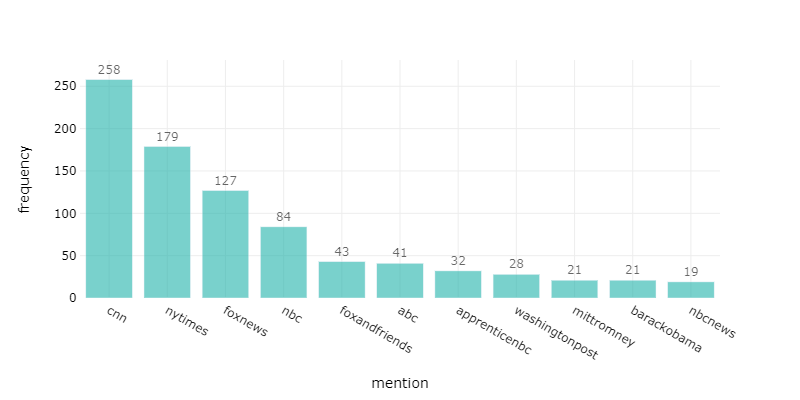 258
179
127
84
43
41
32
28
21
21
19
250
200
150
100
50
0
frequency
cnn
nytimes
foxnews
nbc
foxandfriends
abc
apprenticenbc
washingtonpost
mittromney
barackobama
nbcnews
mention